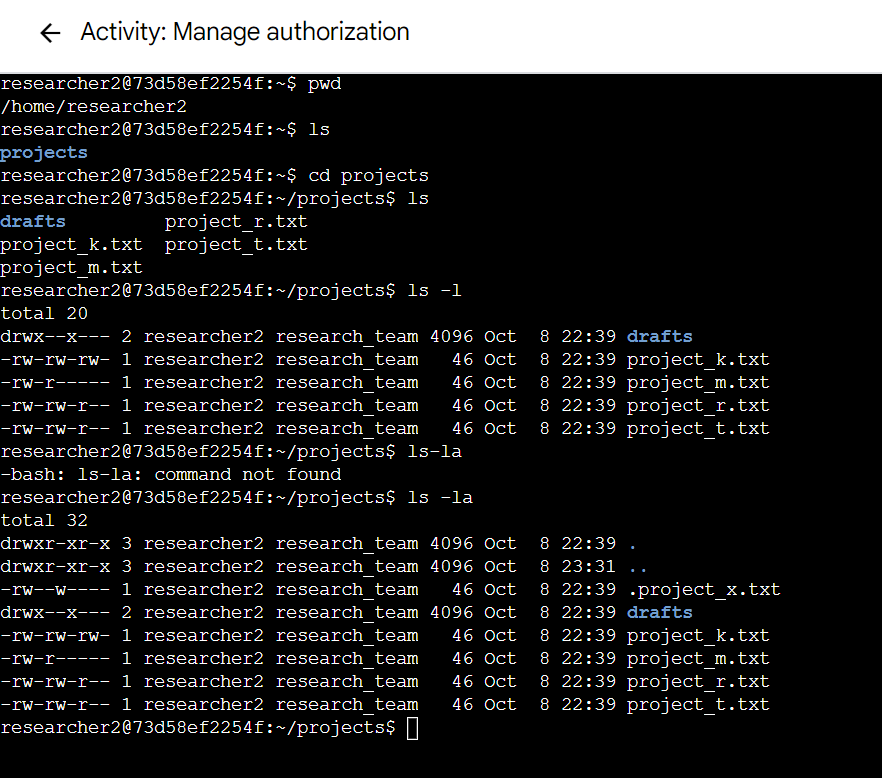 Activity: Manage authorization
researcher2@73d58ef2254f:~$ pwd
/home/researcher2
researcher2@73d58ef2254f:~$ ls
projects
researcher2@73d58ef2254f:~$ cd projects
researcher2@73d58ef2254f:~/projects$ ls
drafts         project_r.txt
project_k.txt  project_t.txt
project_m.txt
researcher2@73d58ef2254f:~/projects$ ls -l
total 20
drwx--x--- 2 researcher2 research_team 4096 Oct  8 22:39 drafts
-rw-rw-rw- 1 researcher2 research_team   46 Oct  8 22:39 project_k.txt
-rw-r----- 1 researcher2 research_team   46 Oct  8 22:39 project_m.txt
-rw-rw-r-- 1 researcher2 research_team   46 Oct  8 22:39 project_r.txt
-rw-rw-r-- 1 researcher2 research_team   46 Oct  8 22:39 project_t.txt
researcher2@73d58ef2254f:~/projects$ ls-la
-bash: ls-la: command not found
researcher2@73d58ef2254f:~/projects$ ls -la
total 32
drwxr-xr-x 3 researcher2 research_team 4096 Oct  8 22:39 .
drwxr-xr-x 3 researcher2 research_team 4096 Oct  8 23:31 ..
-rw--w---- 1 researcher2 research_team   46 Oct  8 22:39 .project_x.txt
drwx--x--- 2 researcher2 research_team 4096 Oct  8 22:39 drafts
-rw-rw-rw- 1 researcher2 research_team   46 Oct  8 22:39 project_k.txt
-rw-r----- 1 researcher2 research_team   46 Oct  8 22:39 project_m.txt
-rw-rw-r-- 1 researcher2 research_team   46 Oct  8 22:39 project_r.txt
-rw-rw-r-- 1 researcher2 research_team   46 Oct  8 22:39 project_t.txt
researcher2@73d58ef2254f:~/projects$